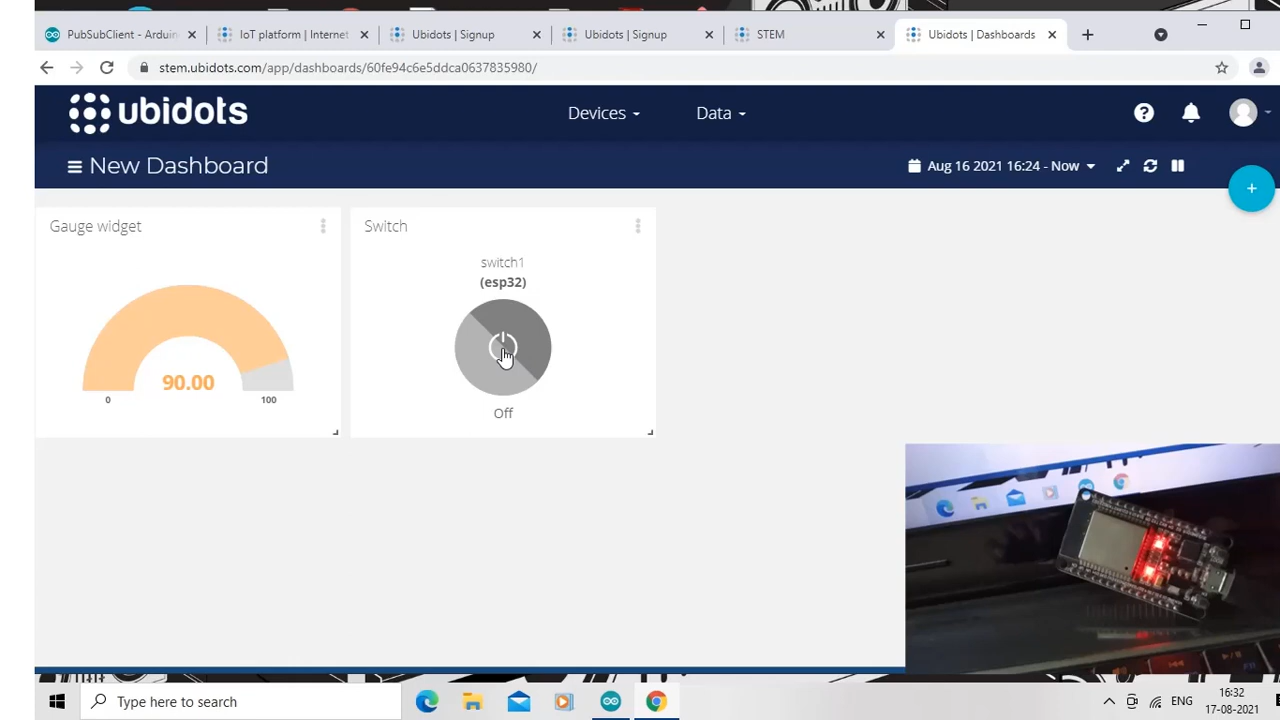 PubSubClient - Ardui
IoT platform | Internet
Ubidots | Signup
Ubidots | Signup
STEM
Ubidots | Dashboards
stem.ubidots.com/app/dashboards/60fe94c6e5ddca0637835980/
ubidots
Devices
Data
New Dashboard
Aug 16 2021 16:24 - Now
Gauge widget
Switch
switch1
(esp32)
90.00
0
100
Off
Type here to search
ENG
16:32
17-08-2021